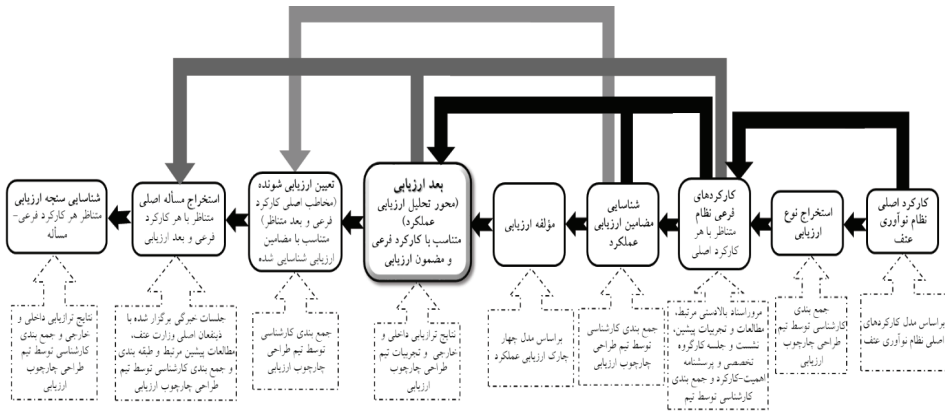 کارکرد اصلی
نظام نوآوری
عتف
استخراج نوع
ارزیابی
کارکردهای
فرعی نظام
متناظر با هر
کارکرد اصلی
شناسایی
مضامین ارزیابی
عملکرد
مؤلفه ارزیابی
بعد ارزیابی
(محور تحلیل ارزیابی
عملکرد)
متناسب با کارکرد فرعی
و مضمون ارزیابی
تعیین ارزیابی شونده
(مخاطب اصلی کارکرد
فرعی و بعد متناظر)
متناسب با مضامین
ارزیابی شناسایی شده
استخراج مسأله اصلی
متناظر با هر کارکرد
فرعی و بعد ارزیابی
شناسایی سنجه ارزیابی
متناظر هر کارکرد فرعی-
مسأله
براساس مدل کارکردهای
اصلی نظام نوآوری عتف
جمع بندی
کارشناسی
توسط تیم
طراحی
چارچوب
ارزیابی
مروراسناد بالادستی مرتبط،
مطالعات و تجربیات پیشین،
نشست و جلسه کارگروه
تخصصی و پرسشنامه
اهمیت-کارکرد و جمع بندی
کارشناسی توسط تیم
جمع بندی کارشناسی
توسط تیم طراحی
چارچوب ارزیابی
براساس مدل چهار
چارک ارزیابی عملکرد
نتایج ترازیابی داخلی و
خارجی و تجربیات تیم
طراحی چارچوب
ارزیابی
جمع بندی کارشناسی
توسط تیم طراحی
چارچوب ارزیابی
جلسات خبرگی برگزار شده با
ذینفعان اصلی وزارت عتف،
مطالعات پیشین مرتبط و طبقه بندی
و جمع بندی کارشناسی توسط تیم
طراحی چارچوب ارزیابی
نتایج ترازیابی داخلی و
خارجی و جمع بندی
کارشناسی توسط تیم
طراحی چارچوب
ارزیابی